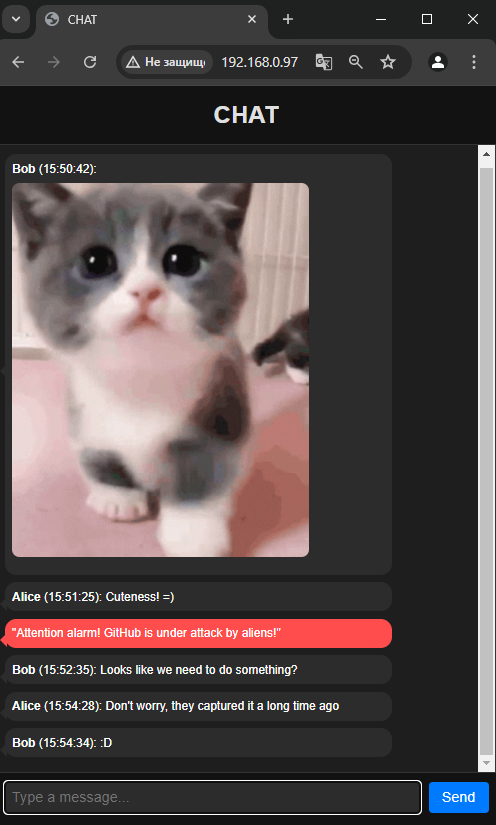 CHAT
Не защищ
192.168.0.97
CHAT
Bob (15:50:42):
Alice (15:51:25): Cuteness! =)
"Attention alarm! GitHub is under attack by aliens!"
Bob (15:52:35): Looks like we need to do something?
Alice (15:54:28): Don't worry, they captured it a long time ago
Bob (15:54:34): :D
Type a message...
Send